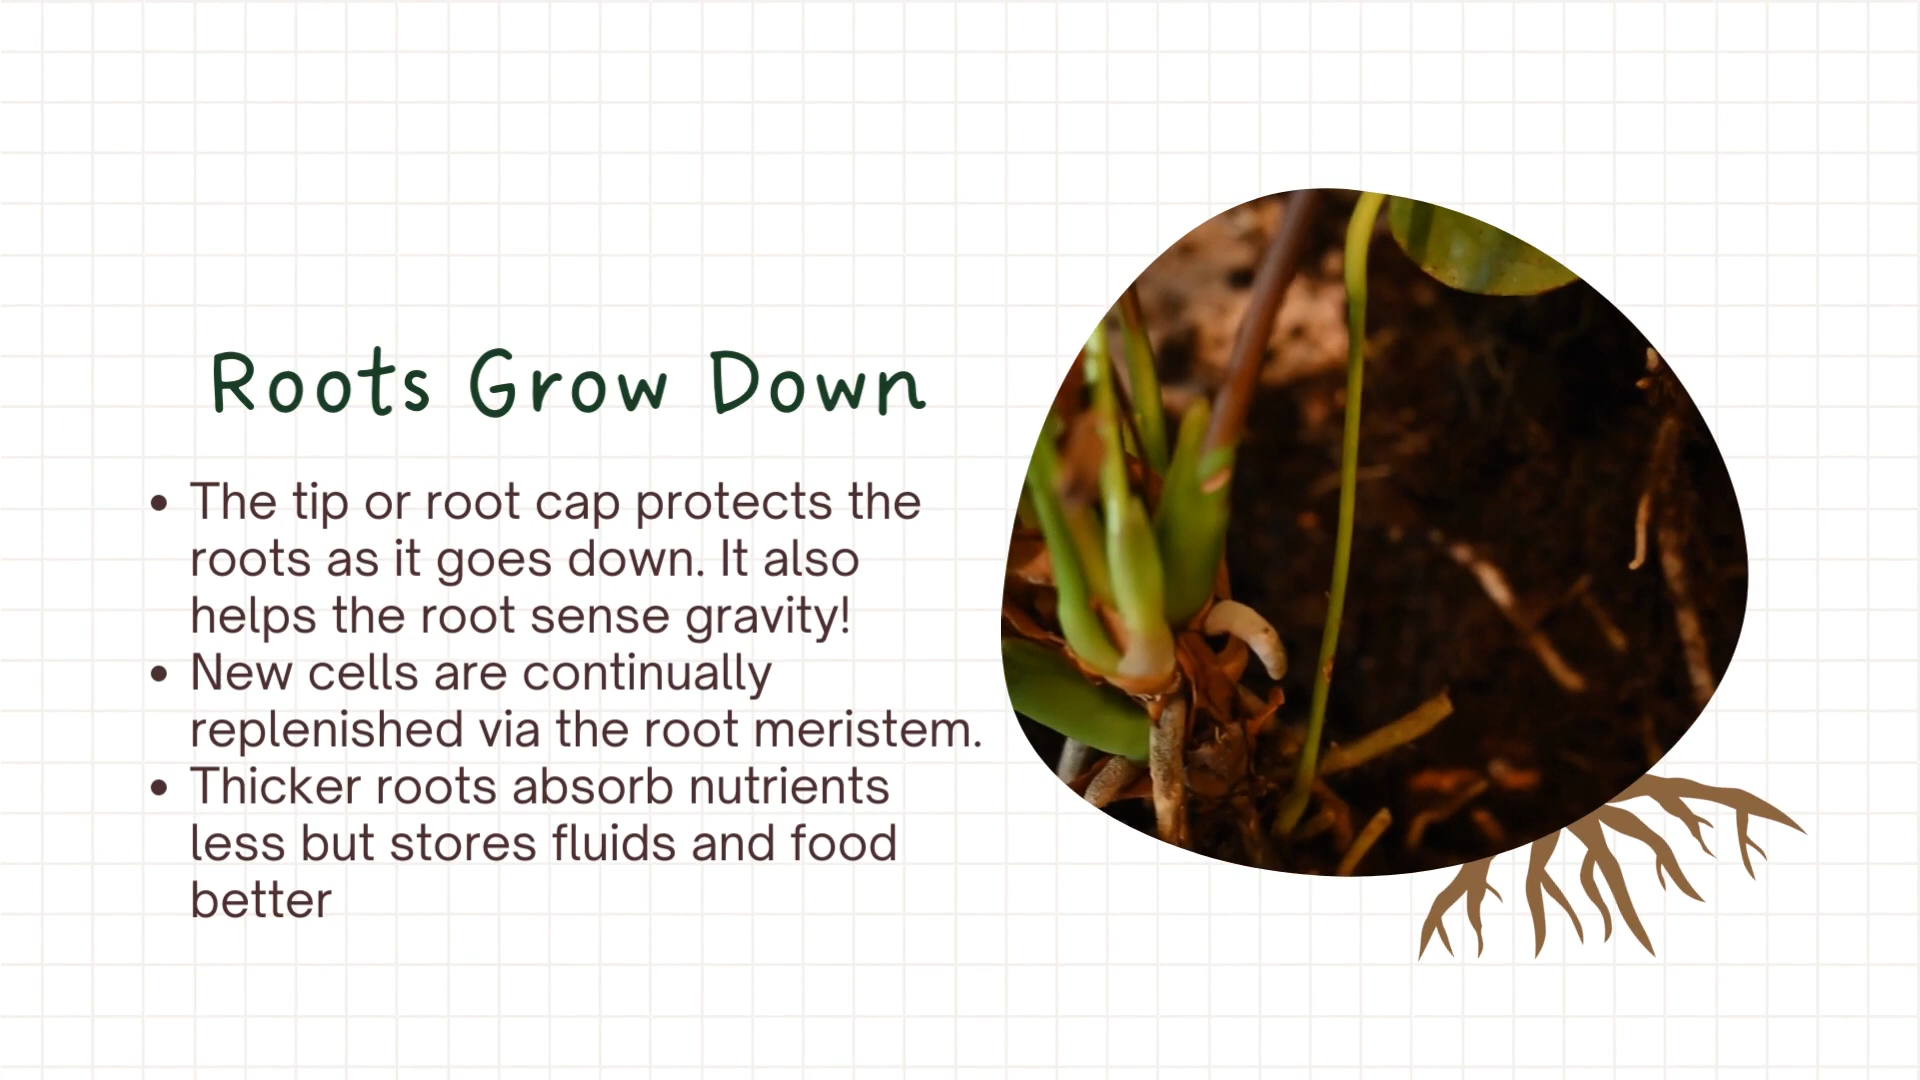 Roots Grow Down
• The tip or root cap protects the
roots as it goes down. It also
helps the root sense gravity!
• New cells are continually
replenished via the root meristem.
• Thicker roots absorb nutrients
less but stores fluids and food
better